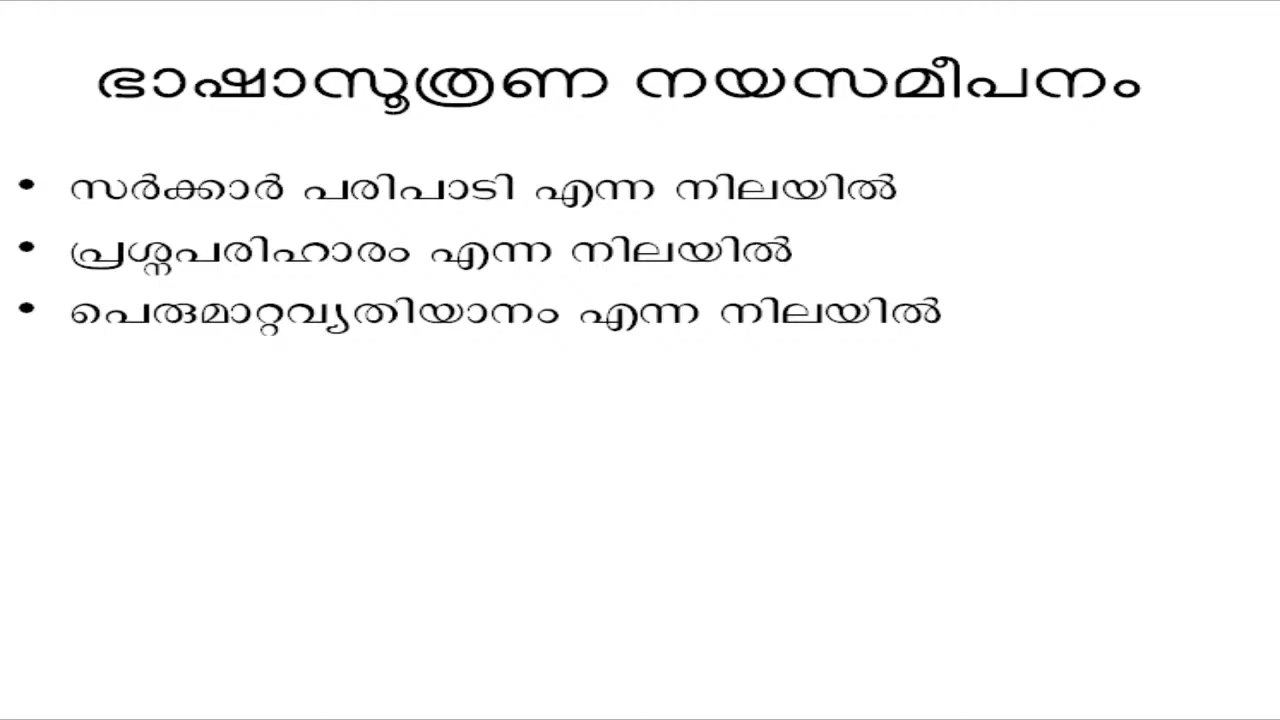 ഭാഷാസൂത്രണ നയസമീപനം
• സർക്കാർ പരിപാടി എന്ന നിലയിൽ
• പ്രശ്നപരിഹാരം എന്ന നിലയിൽ
• പെരുമാറ്റവ്യതിയാനം എന്ന നിലയിൽ